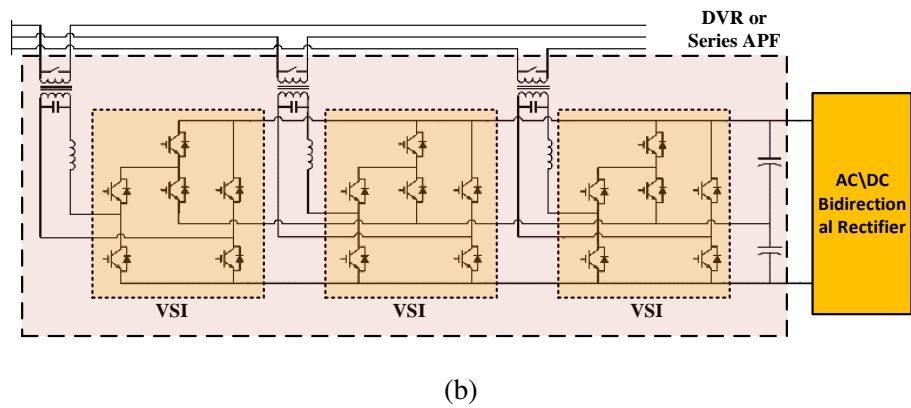 DVR or
Series APF
AC\DC
Bidirection
al Rectifier
VSI
VSI
VSI
(b)